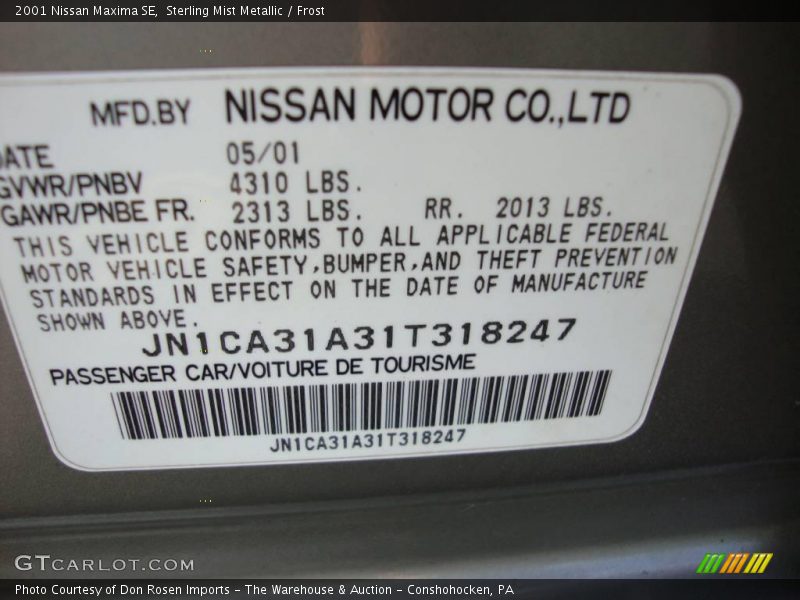 2001 Nissan Maxima SE,  Sterling Mist Metallic / Frost
MFD.BY NISSAN MOTOR CO.,LTD
DATE 05/01
GVWR/PNBV 4310 LBS.
GAWR/PNBE FR. 2313 LBS. RR. 2013 LBS.
THIS VEHICLE CONFORMS TO ALL APPLICABLE FEDERAL
MOTOR VEHICLE SAFETY,BUMPER,AND THEFT PREVENTION
STANDARDS IN EFFECT ON THE DATE OF MANUFACTURE
SHOWN ABOVE.
JN1CA31A31T318247
PASSENGER CAR/VOITURE DE TOURISME
JN1CA31A31T318247
GTCARLOT.COM
Photo Courtesy of Don Rosen Imports - The Warehouse & Auction - Conshohocken, PA